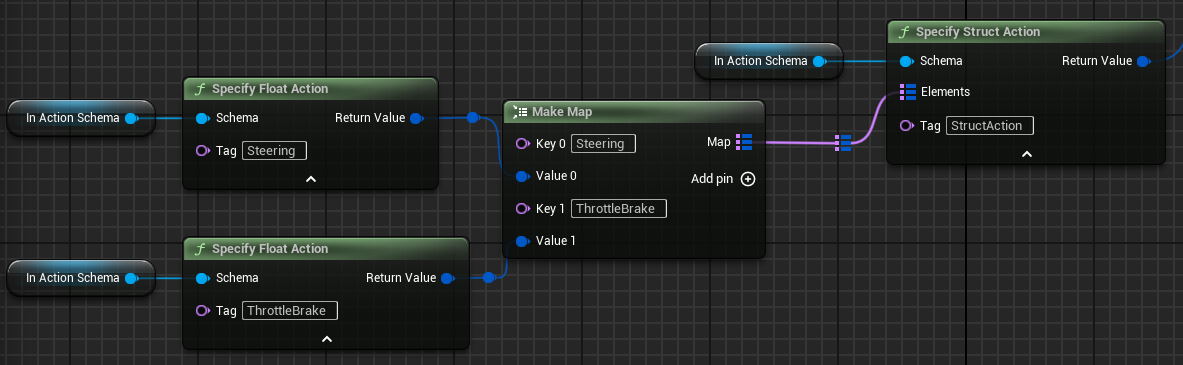 Specify Struct Action
In Action Schema
Schema
Return Value
Elements
Tag StructAction
Specify Float Action
In Action Schema
Schema
Return Value
Tag Steering
Make Map
Key 0 Steering
Map
Value 0
Add pin
Key 1 ThrottleBrake
Value 1
Specify Float Action
In Action Schema
Schema
Return Value
Tag ThrottleBrake